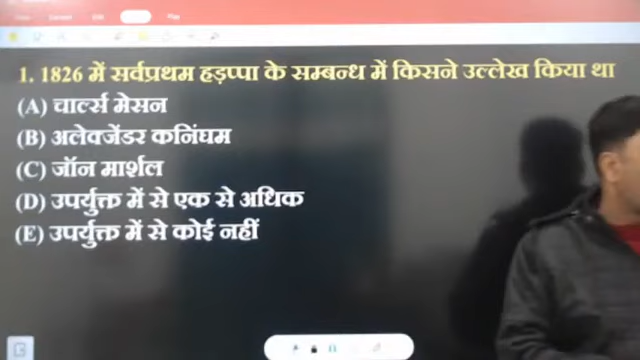 1. 1826 में सर्वप्रथम हड़प्पा के सम्बन्ध में किसने उल्लेख किया था
(A) चार्ल्स मेसन
(B) अलेक्जेंडर कनिंघम
(C) जॉन मार्शल
(D) उपर्युक्त में से एक से अधिक
(E) उपर्युक्त में से कोई नहीं